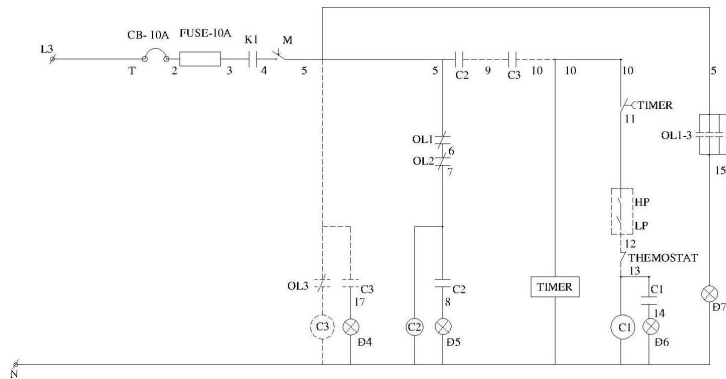 CB- 10A
FUSE-10A
K1
M
L3
T
2
3
4
5
5
C2
9
C3
10
10
10
5
TIMER
11
OL1-3
OL1
6
OL2
7
15
HP
LP
12
THEMOSTAT
13
OL3
C3
17
C2
8
TIMER
C1
14
C3
Đ4
C2
Đ5
C1
Đ6
Đ7
N